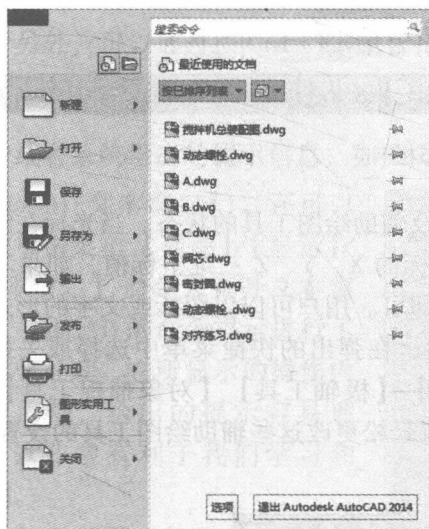 搜索命令
最近使用的文档
按已排序列表
新建
打开
保存
另存为
输出
发布
打印
图形实用工具
关闭
搅拌机总装配图.dwg
动态螺栓.dwg
A.dwg
B.dwg
C.dwg
阀芯.dwg
密封圈.dwg
动态螺栓.dwg
对齐练习.dwg
选项
退出 Autodesk AutoCAD 2014